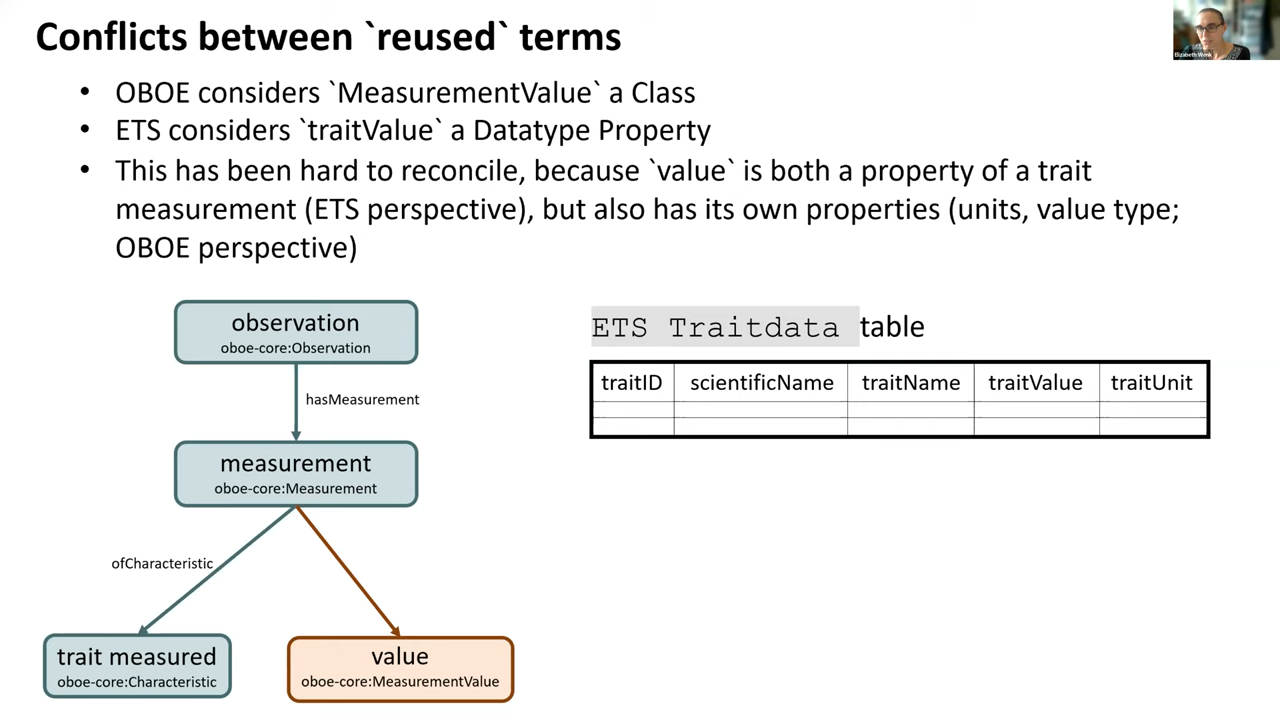 Conflicts between `reused` terms
Elizabeth Wenk
• OBOE considers `MeasurementValue` a Class
• ETS considers `traitValue` a Datatype Property
• This has been hard to reconcile, because `value` is both a property of a trait
measurement (ETS perspective), but also has its own properties (units, value type;
OBOE perspective)
observation
oboe-core:Observation
hasMeasurement
measurement
oboe-core:Measurement
ofCharacteristic
trait measured
oboe-core:Characteristic
value
oboe-core:MeasurementValue
ETS Traitdata table
traitID scientificName traitName traitValue traitUnit